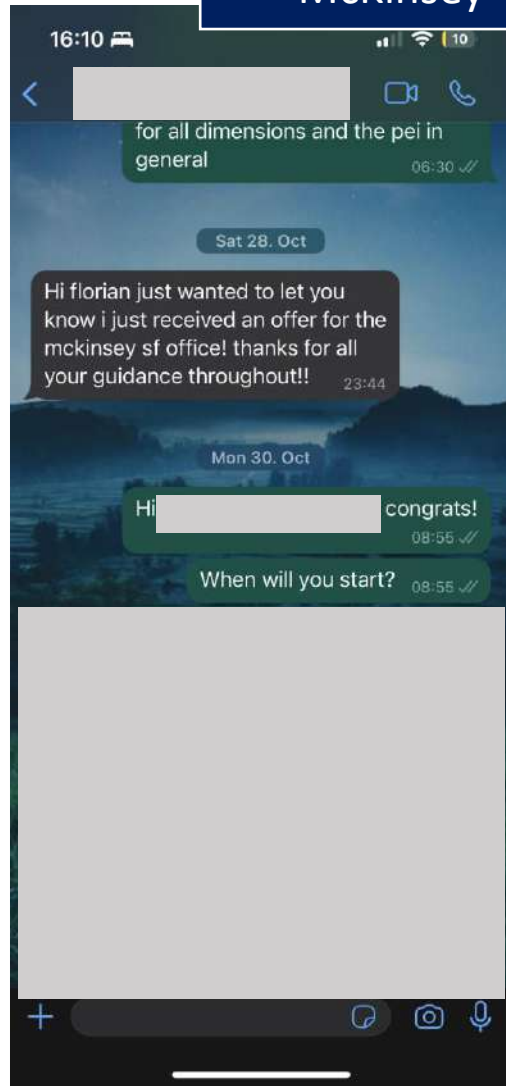 McKinsey
16:10
10
for all dimensions and the pei in
general
06:30
Sat 28. Oct
Hi florian just wanted to let you
know i just received an offer for the
mckinsey sf office! thanks for all
your guidance throughout!! 23:44
Mon 30. Oct
Hi congrats!
08:55
When will you start? 08:55